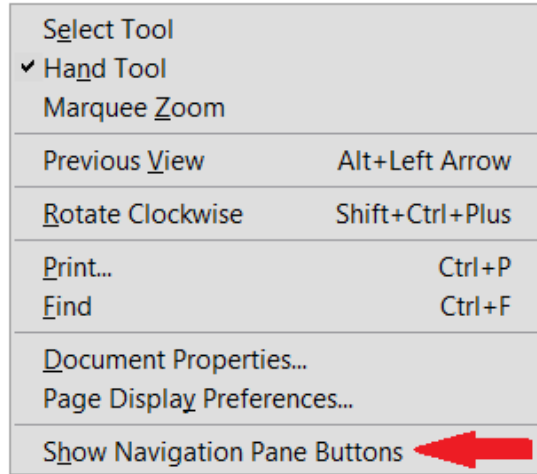 Select Tool
Hand Tool
Marquee Zoom
Previous View Alt+Left Arrow
Rotate Clockwise Shift+Ctrl+Plus
Print... Ctrl+P
Find Ctrl+F
Document Properties...
Page Display Preferences...
Show Navigation Pane Buttons